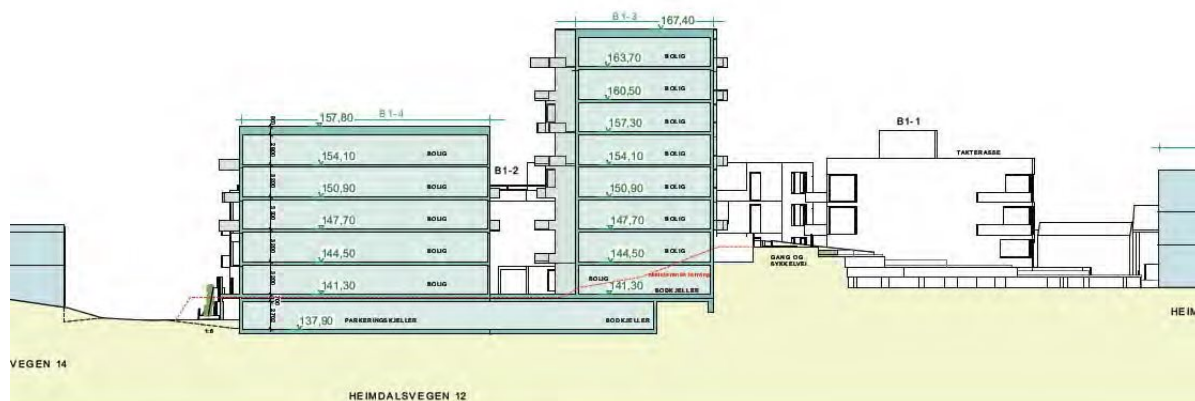 B1-3
167,40
163,70 BOLIG
160,50 BOLIG
157,30 BOLIG
154,10 BOLIG
150,90 BOLIG
147,70 BOLIG
144,50 BOLIG
BOLIG
141,30 BODKJELLER
B1-4
157,80
154,10 BOLIG
150,90 BOLIG
147,70 BOLIG
144,50 BOLIG
141,30 BOLIG
137,90 PARKERINGSKJELLER BODKJELLER
B1-2
B1-1
TAKTERASSE
GANG OG
SYKKELVEI
1:5
HEIM
VEGEN 14
HEIMDALSVEGEN 12